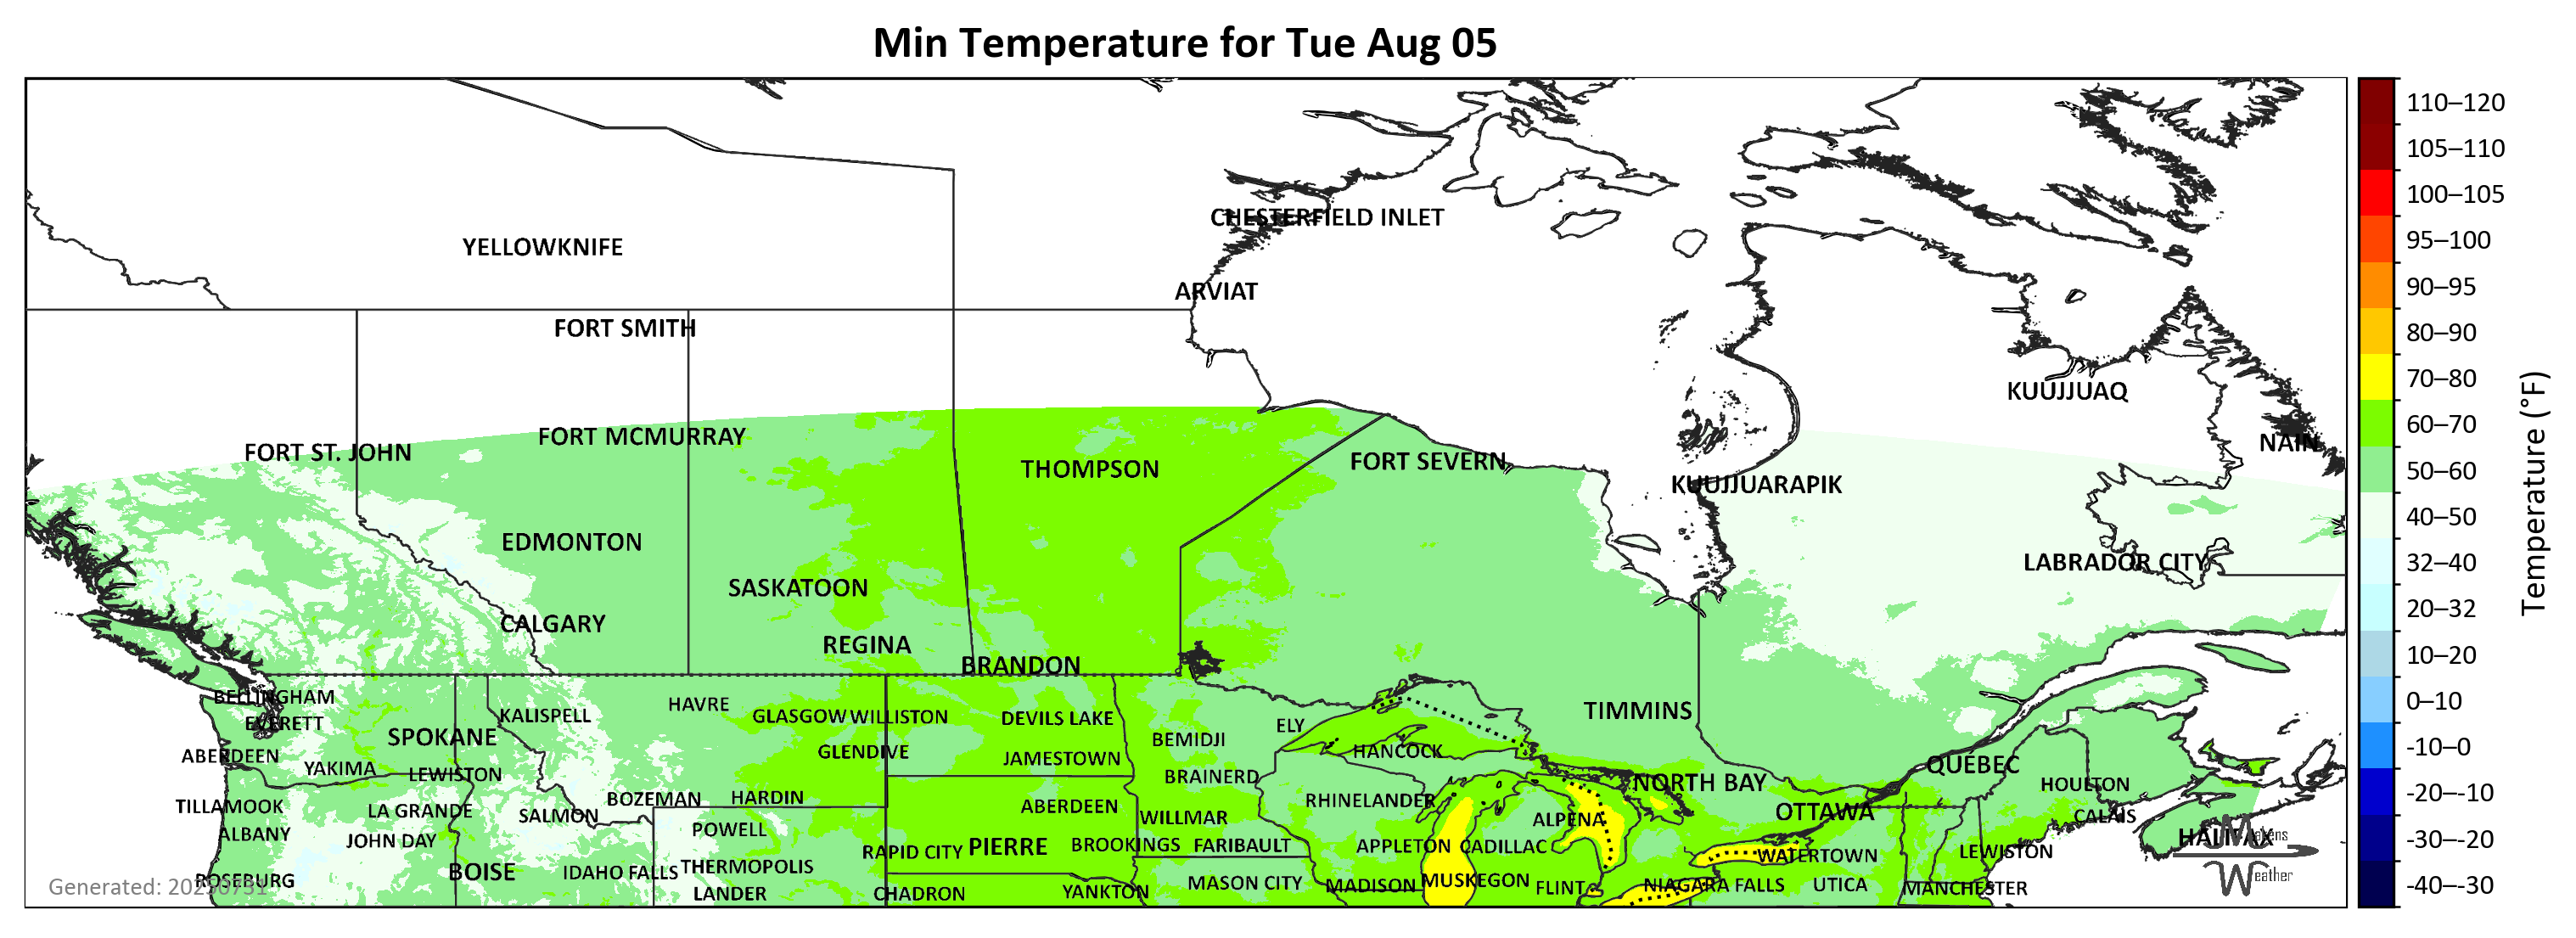 Min Temperature for Tue Aug 05
CHESTERFIELD INLET
YELLOWKNIFE
ARVIAT
FORT SMITH
KUUJJUAQ
FORT MCMURRAY
NAIN
FORT ST. JOHN
FORT SEVERN
THOMPSON
KUUJJUARAPIK
EDMONTON
LABRADOR CITY
SASKATOON
CALGARY
REGINA
BRANDON
BELLINGHAM
HAVRE
EVERETT
KALISPELL
GLASGOW WILLISTON
DEVILS LAKE
TIMMINS
ELY
SPOKANE
BEMIDJI
ABERDEEN
GLENDIVE
JAMESTOWN
HANCOCK
YAKIMA
LEWISTON
BRAINERD
QUÉBEC
NORTH BAY
HOULTON
TILLAMOOK
LA GRANDE
SALMON
BOZEMAN
HARDIN
ABERDEEN
RHINELANDER
WILLMAR
ALPENA
OTTAWA
CALAIS
ALBANY
JOHN DAY
POWELL
HALIFAX
RAPID CITY
PIERRE
BROOKINGS
FARIBAULT
APPLETON
CADILLAC
WATERTOWN
LEWISTON
ROSEBURG
BOISE
IDAHO FALLS
THERMOPOLIS
MASON CITY
MADISON
MUSKEGON
FLINT
NIAGARA FALLS
UTICA
MANCHESTER
LANDER
CHADRON
YANKTON
Generated: 20250731
Makens
Weather
110–120
105–110
100–105
95–100
90–95
80–90
70–80
60–70
50–60
40–50
32–40
20–32
10–20
0–10
-10–0
-20–-10
-30–-20
-40–-30
Temperature (°F)